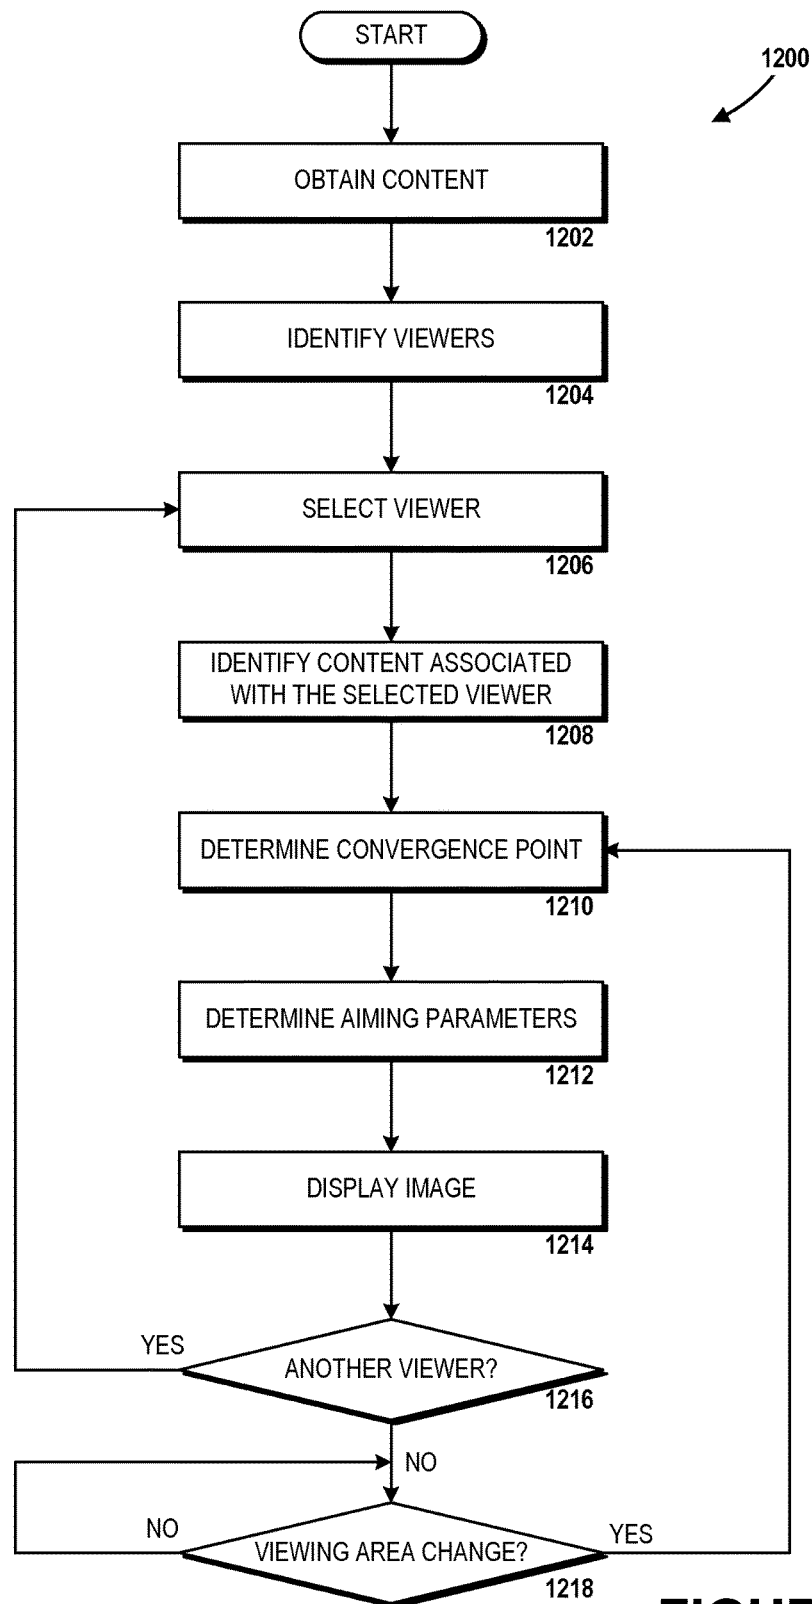 START
1200
OBTAIN CONTENT
1202
IDENTIFY VIEWERS
1204
SELECT VIEWER
1206
IDENTIFY CONTENT ASSOCIATED
WITH THE SELECTED VIEWER
1208
DETERMINE CONVERGENCE POINT
1210
DETERMINE AIMING PARAMETERS
1212
DISPLAY IMAGE
1214
YES
ANOTHER VIEWER?
1216
NO
NO
VIEWING AREA CHANGE?
YES
1218